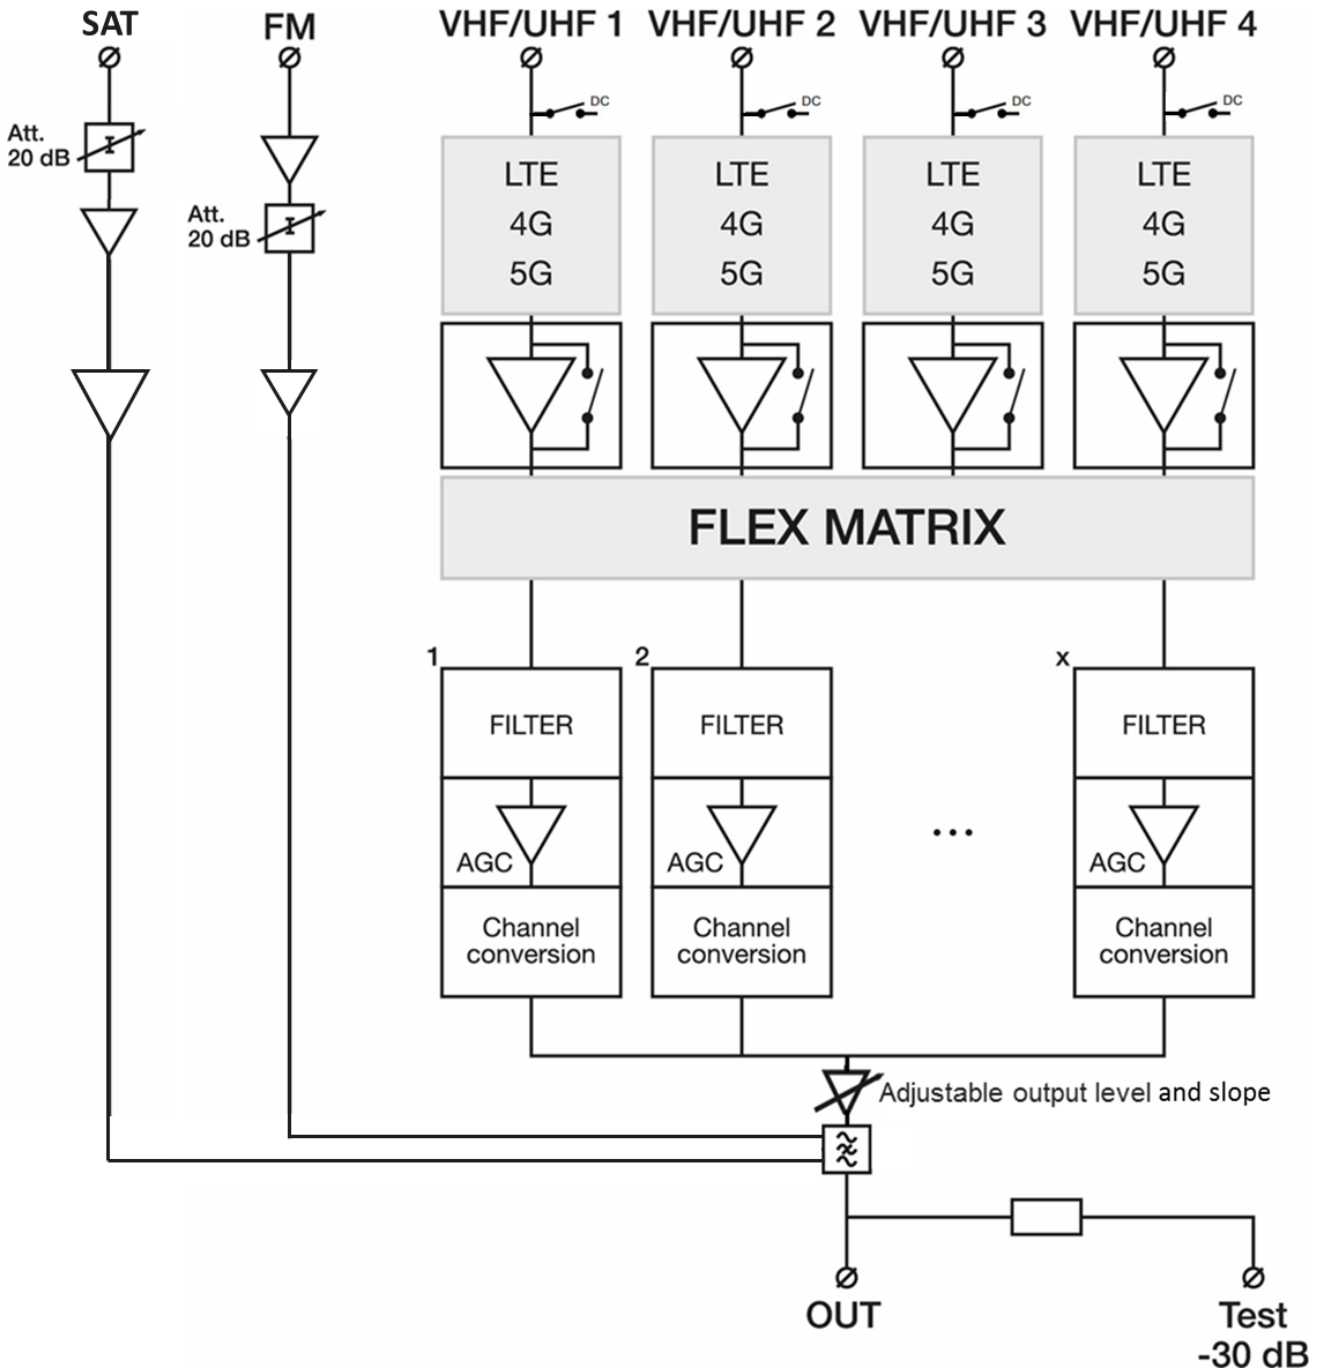 SAT
FM
VHF/UHF 1
VHF/UHF 2
VHF/UHF 3
VHF/UHF 4
DC
DC
DC
DC
Att.
20 dB
Att.
20 dB
LTE
4G
5G
LTE
4G
5G
LTE
4G
5G
LTE
4G
5G
FLEX MATRIX
1
FILTER
AGC
Channel
conversion
2
FILTER
AGC
Channel
conversion
...
x
FILTER
AGC
Channel
conversion
Adjustable output level and slope
OUT
Test
-30 dB